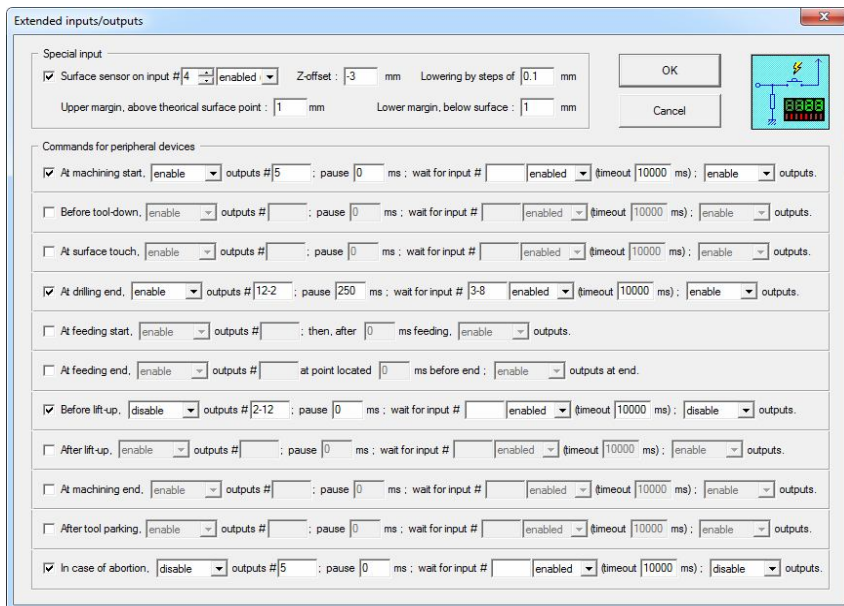 Extended inputs/outputs
Special input
Surface sensor on input # 4 enabled ( Z-offset : -3 mm Lowering by steps of 0.1 mm
Upper margin, above theorical surface point : 1 mm Lower margin, below surface : 1 mm
OK
Cancel
8888
Commands for peripheral devices
At machining start, enable outputs # 5 ; pause 0 ms ; wait for input # enabled (timeout 10000 ms) ; enable outputs.
Before tool-down, enable outputs # ; pause 0 ms ; wait for input # enabled (timeout 10000 ms) ; enable outputs.
At surface touch, enable outputs # ; pause 0 ms ; wait for input # enabled (timeout 10000 ms) ; enable outputs.
At drilling end, enable outputs # 12-2 ; pause 250 ms ; wait for input # 3-8 enabled (timeout 10000 ms) ; enable outputs.
At feeding start, enable outputs # ; then, after 0 ms feeding, enable outputs.
At feeding end, enable outputs # at point located 0 ms before end ; enable outputs at end.
Before lift-up, disable outputs # 2-12 ; pause 0 ms ; wait for input # enabled (timeout 10000 ms) ; disable outputs.
After lift-up, enable outputs # ; pause 0 ms ; wait for input # enabled (timeout 10000 ms) ; enable outputs.
At machining end, enable outputs # ; pause 0 ms ; wait for input # enabled (timeout 10000 ms) ; enable outputs.
After tool parking, enable outputs # ; pause 0 ms ; wait for input # enabled (timeout 10000 ms) ; enable outputs.
In case of abortion, disable outputs # 5 ; pause 0 ms ; wait for input # enabled (timeout 10000 ms) ; disable outputs.